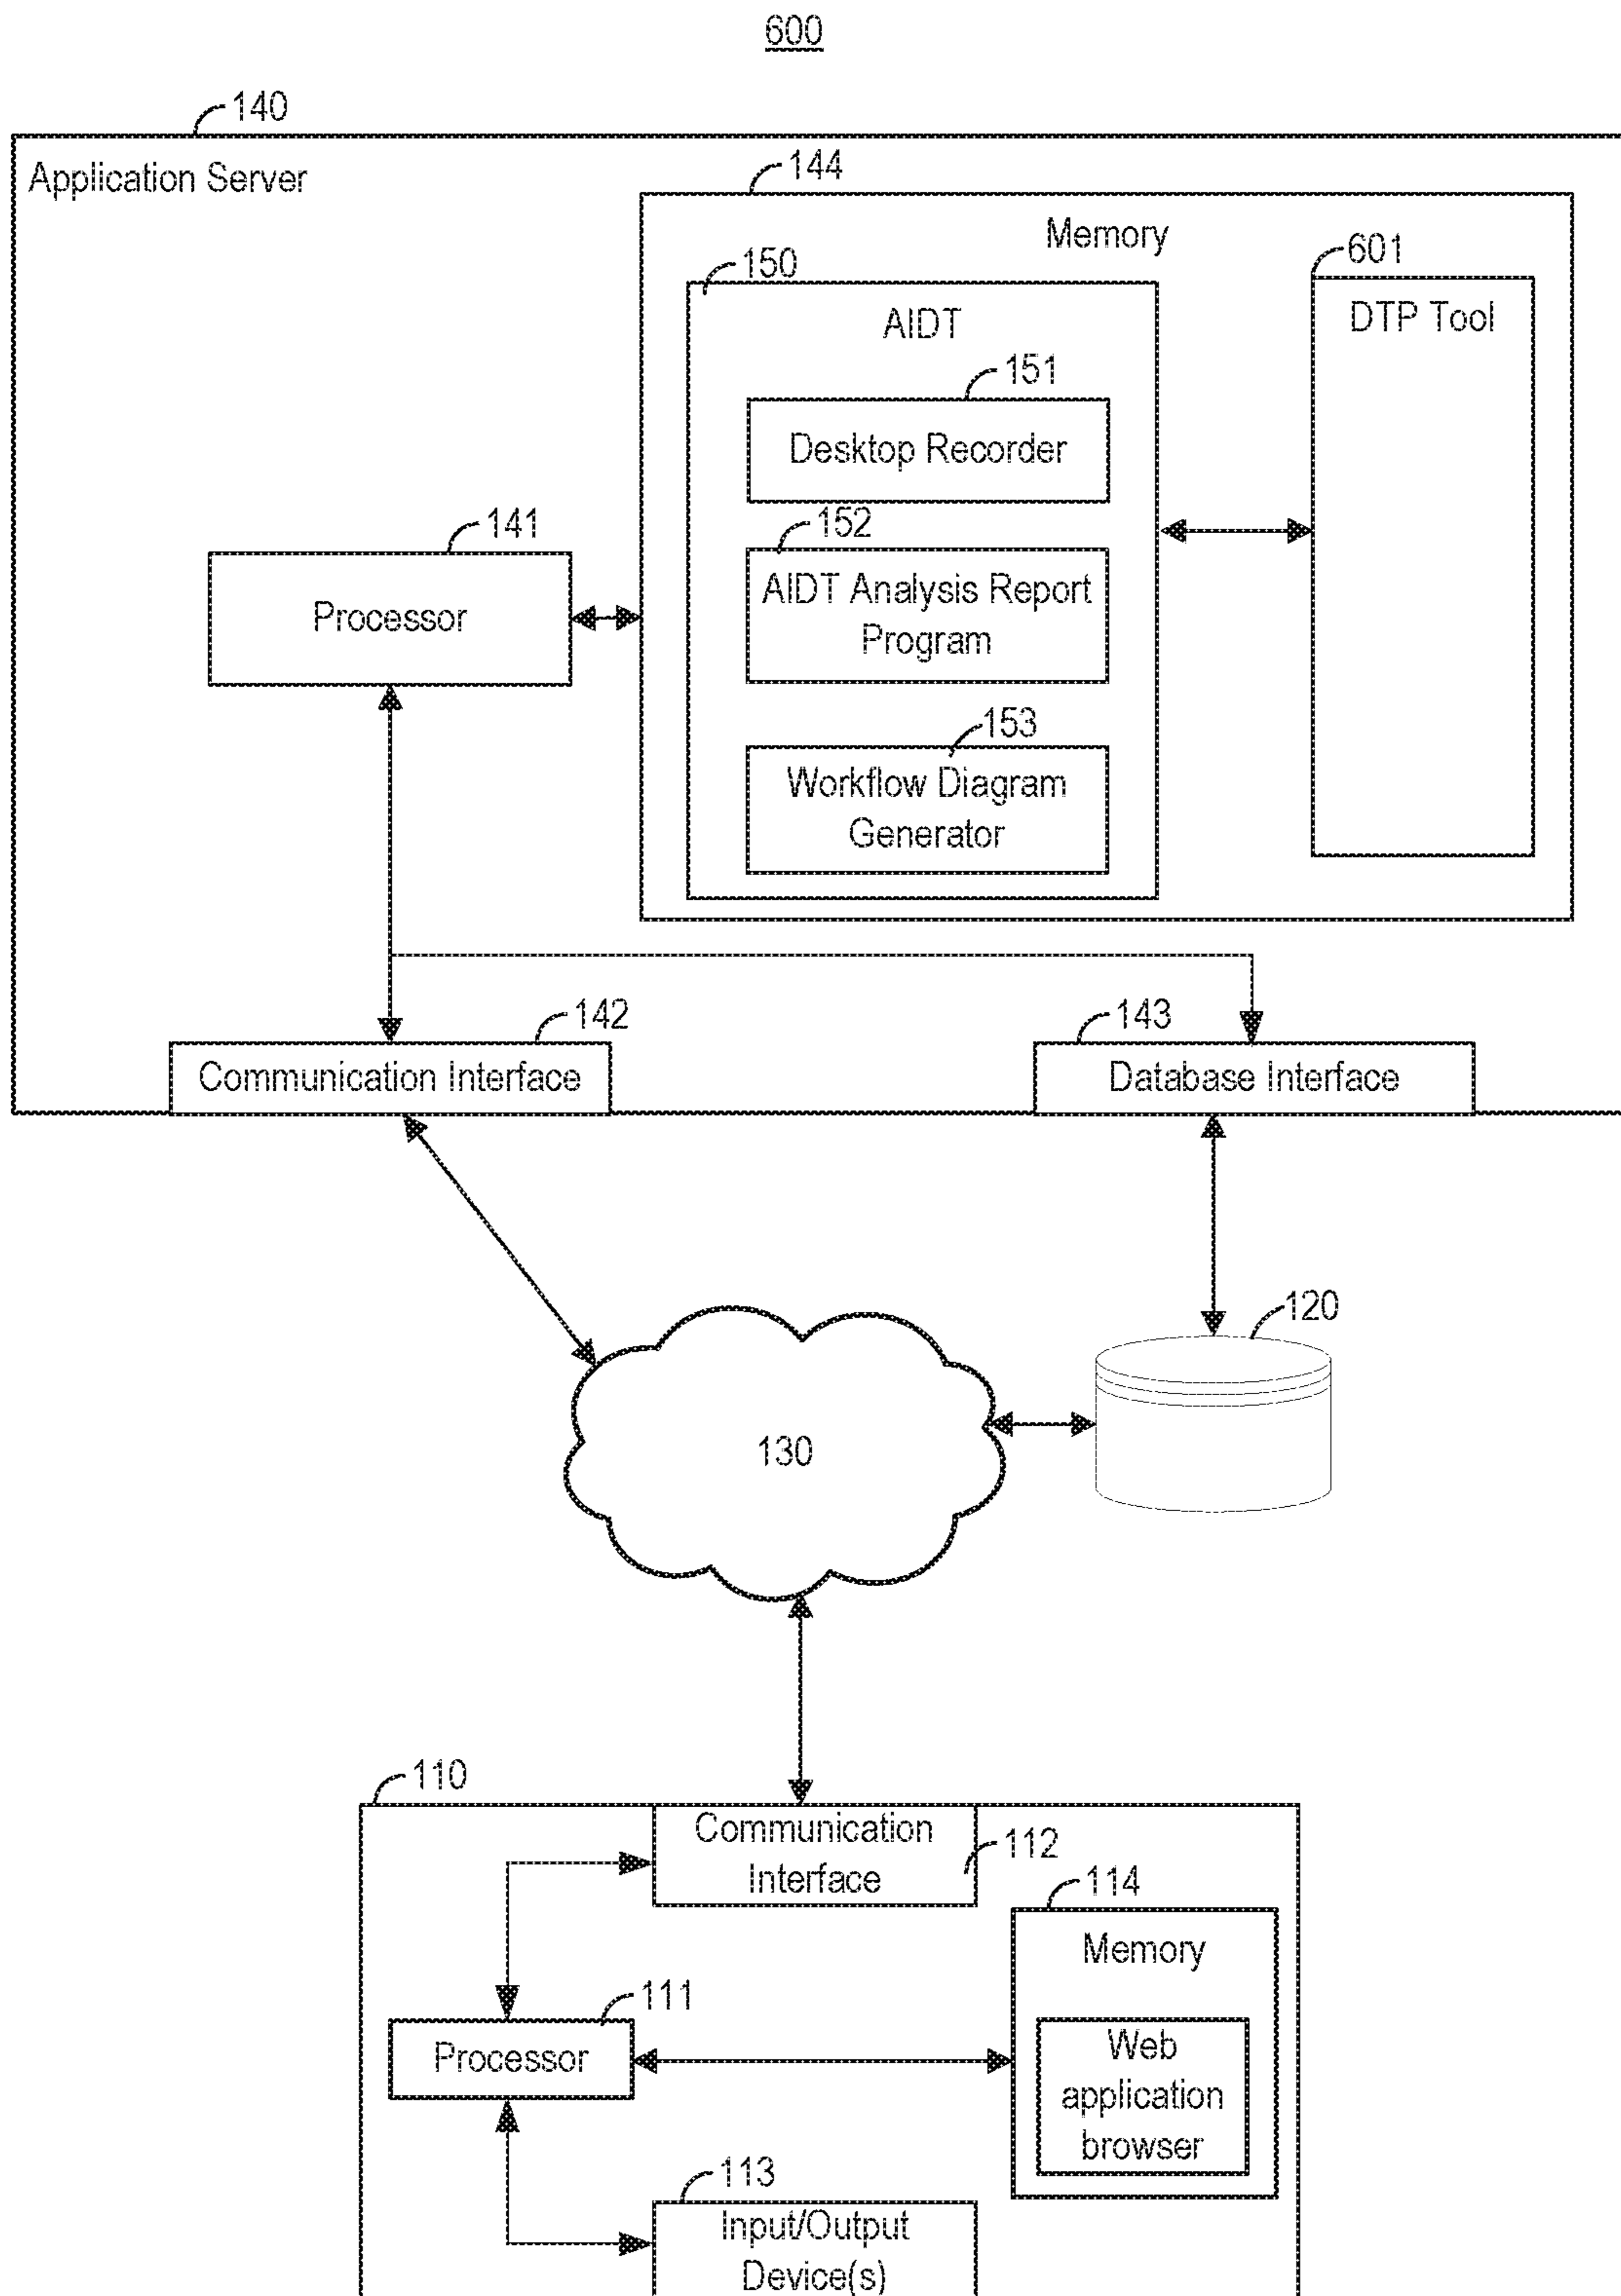 600
140
Application Server
144
Memory
150
AIDT
601
DTP Tool
151
Desktop Recorder
152
AIDT Analysis Report
Program
153
Workflow Diagram
Generator
141
Processor
142
Communication Interface
143
Database Interface
120
130
110
Communication
Interface
112
114
Memory
Web
application
browser
111
Processor
113
Input/Output
Device(s)